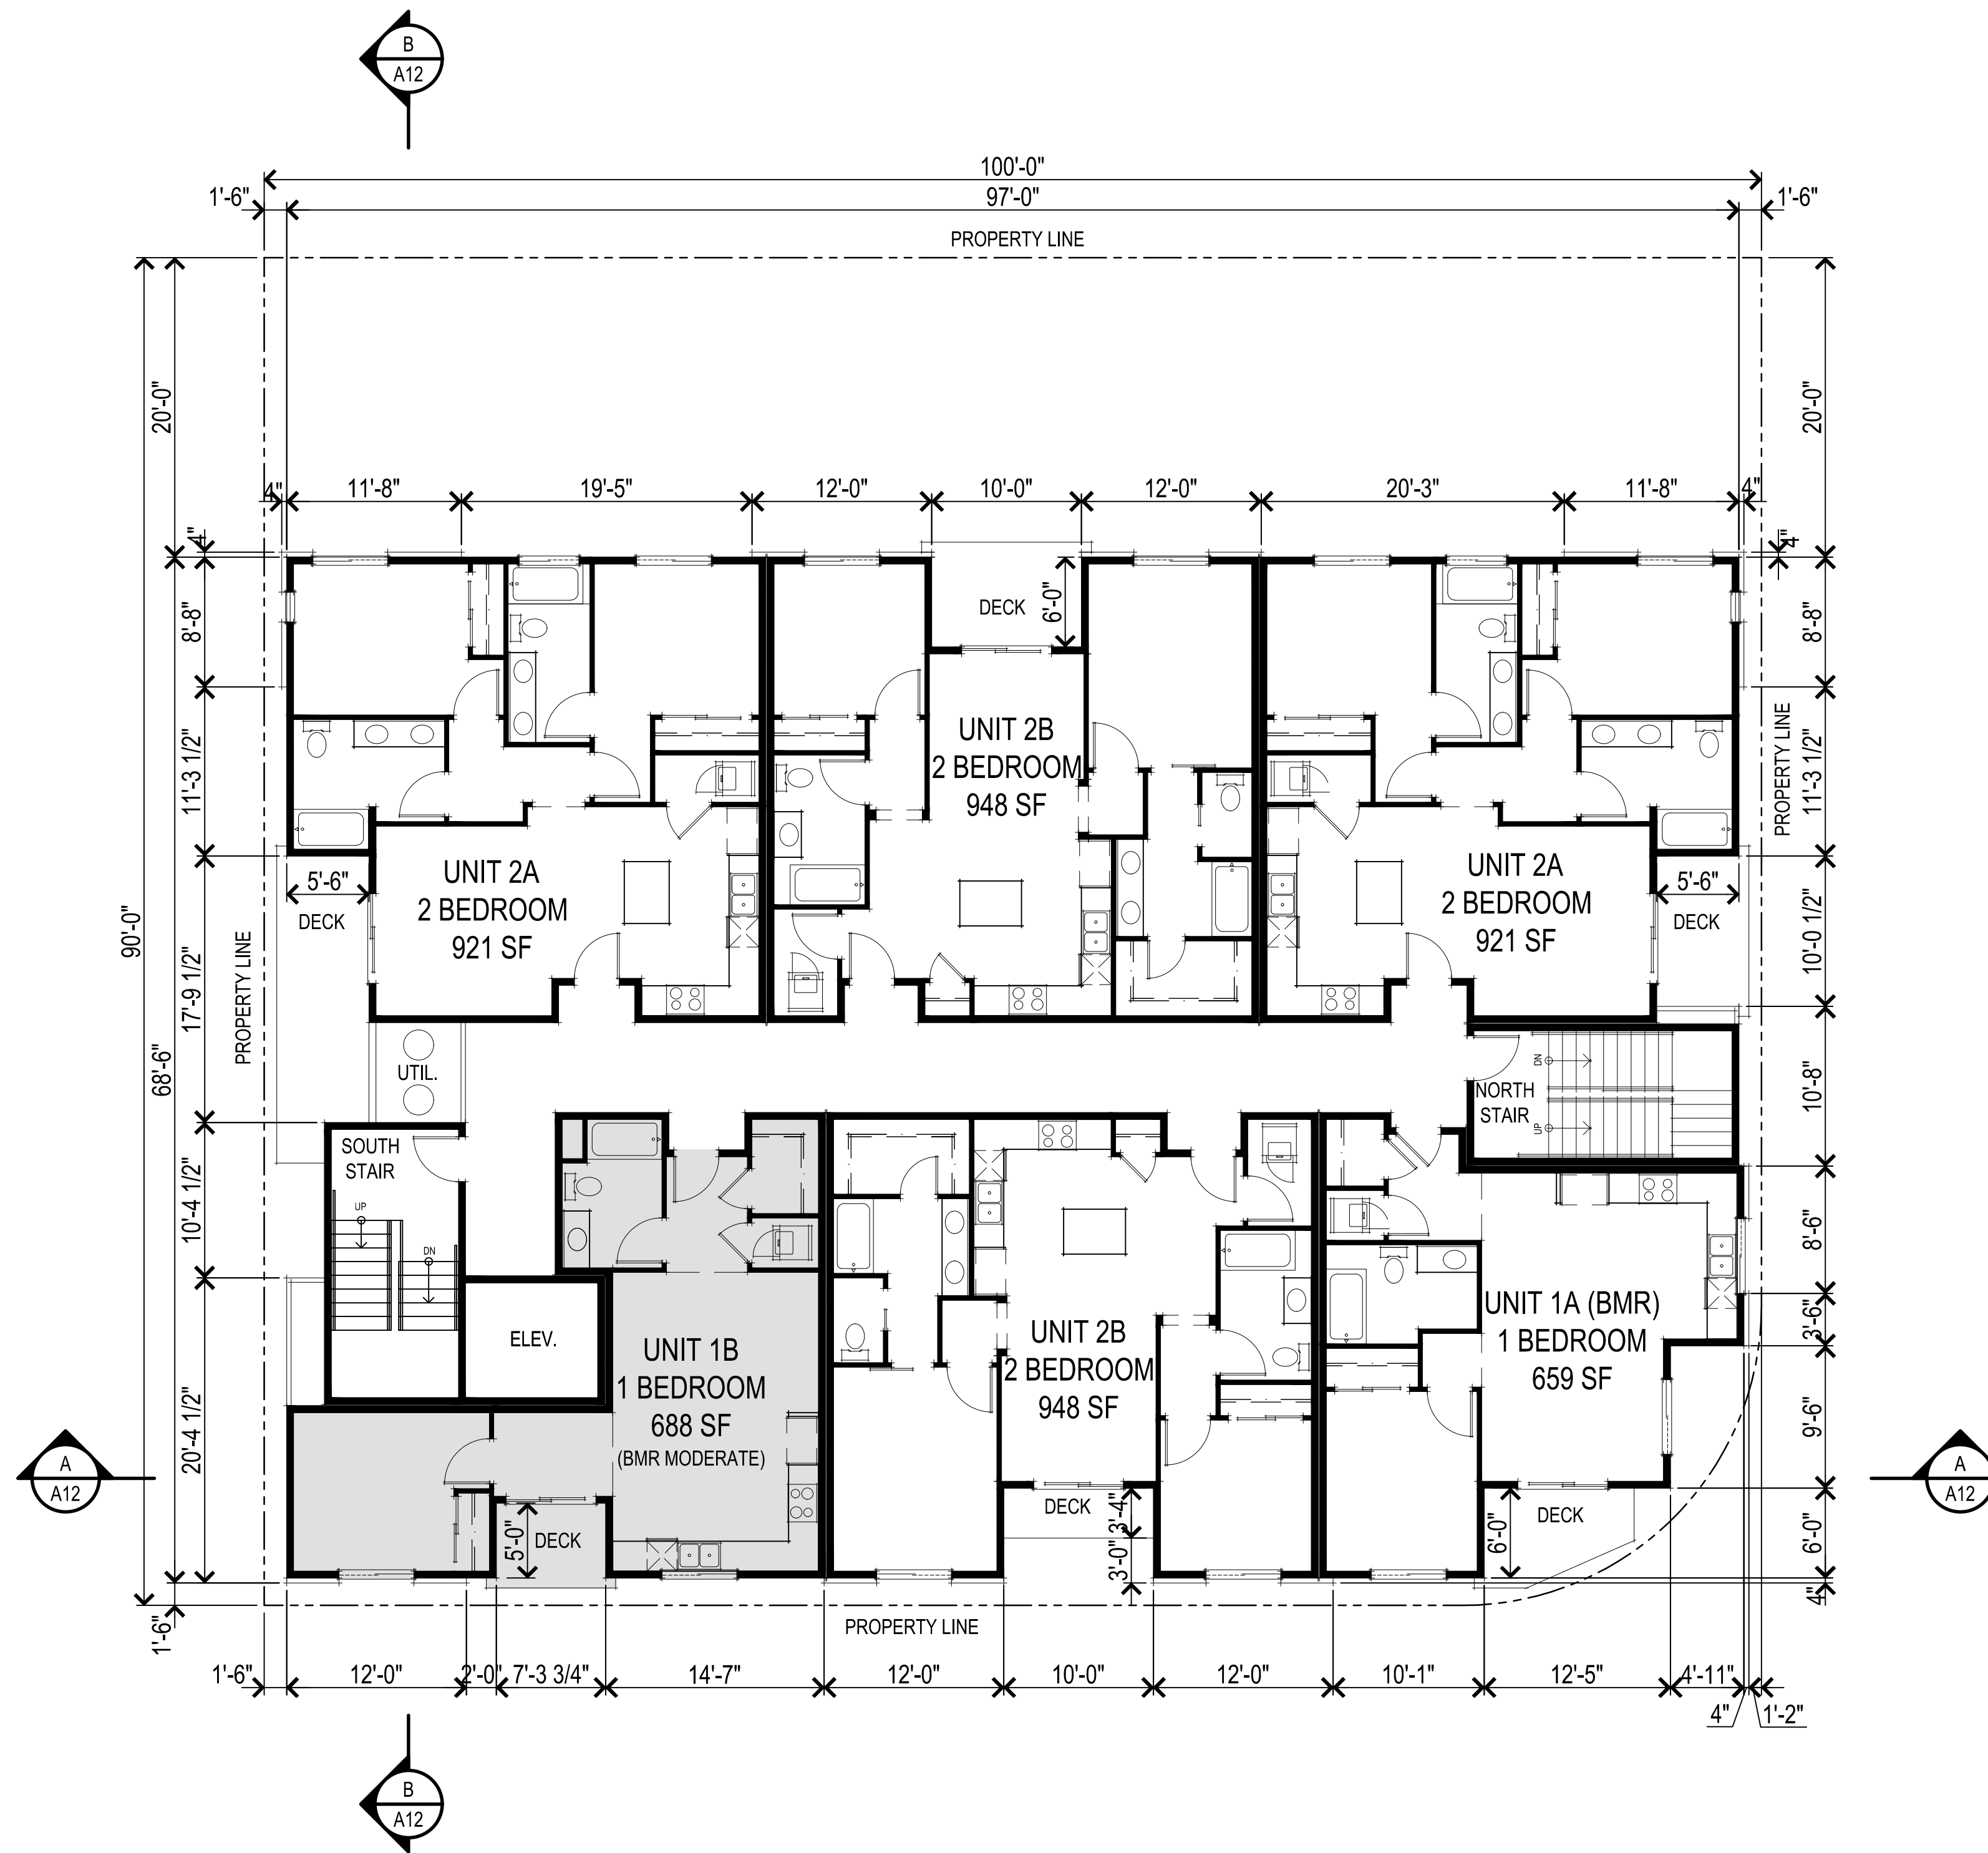 B
A12
100'-0"
1'-6"
97'-0"
1'-6"
PROPERTY LINE
20'-0"
20'-0"
4"
11'-8"
19'-5"
12'-0"
10'-0"
12'-0"
20'-3"
11'-8"
4"
4"
4"
8'-8"
DECK
6'-0"
8'-8"
UNIT 2B
2 BEDROOM
948 SF
11'-3 1/2"
PROPERTY LINE
11'-3 1/2"
UNIT 2A
2 BEDROOM
921 SF
UNIT 2A
2 BEDROOM
921 SF
5'-6"
DECK
5'-6"
DECK
90'-0"
PROPERTY LINE
17'-9 1/2"
10'-0 1/2"
68'-6"
UTIL.
DN
NORTH
STAIR
UP
10'-8"
SOUTH
STAIR
UP
DN
10'-4 1/2"
8'-6"
ELEV.
UNIT 1B
1 BEDROOM
688 SF
(BMR MODERATE)
UNIT 2B
2 BEDROOM
948 SF
UNIT 1A (BMR)
1 BEDROOM
659 SF
3'-6"
20'-4 1/2"
9'-6"
A
A12
A
A12
DECK
5'-0"
DECK
3'-4"
3'-0"
6'-0"
DECK
6'-0"
4"
1'-6"
PROPERTY LINE
1'-6"
12'-0"
2'-0"
7'-3 3/4"
14'-7"
12'-0"
10'-0"
12'-0"
10'-1"
12'-5"
4'-11"
4"
1'-2"
B
A12